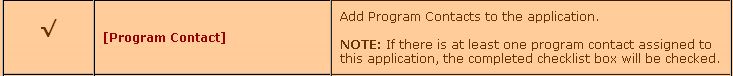 √
[Program Contact]
Add Program Contacts to the application.
NOTE: If there is at least one program contact assigned to
this application, the completed checklist box will be checked.